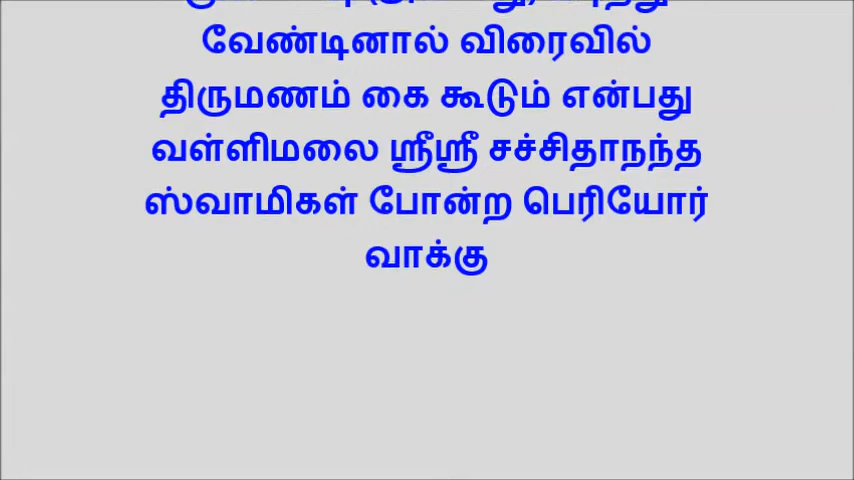 வேண்டினால் விரைவில்
திருமணம் கை கூடும் என்பது
வள்ளிமலை ஸ்ரீஸ்ரீ சச்சிதாநந்த
ஸ்வாமிகள் போன்ற பெரியோர்
வாக்கு